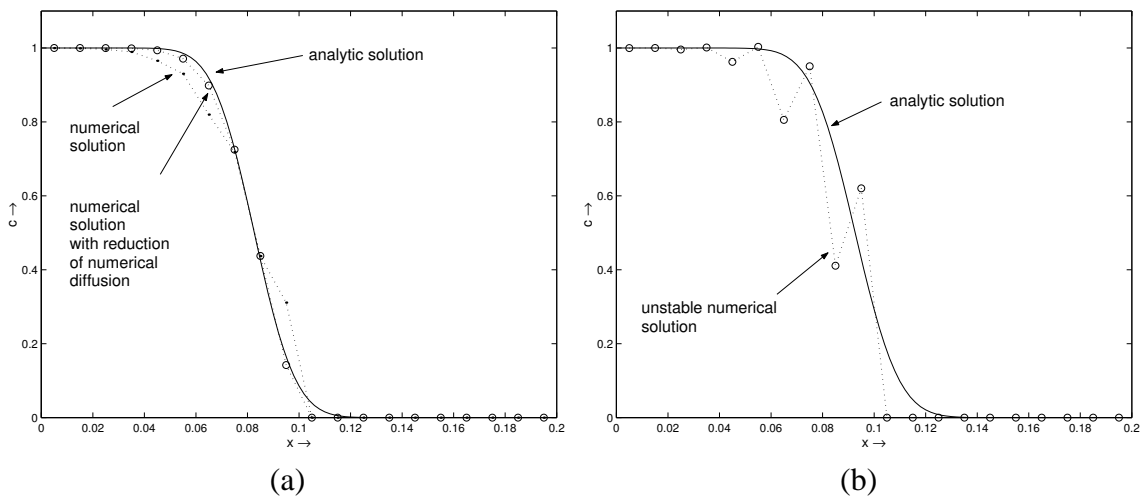 analytic solution
numerical
solution
numerical
solution
with reduction
of numerical
diffusion
c →
1
0.8
0.6
0.4
0.2
0
0 0.02 0.04 0.06 0.08 0.1 0.12 0.14 0.16 0.18 0.2
x →
(a)
analytic solution
unstable numerical
solution
c →
1
0.8
0.6
0.4
0.2
0
0 0.02 0.04 0.06 0.08 0.1 0.12 0.14 0.16 0.18 0.2
x →
(b)